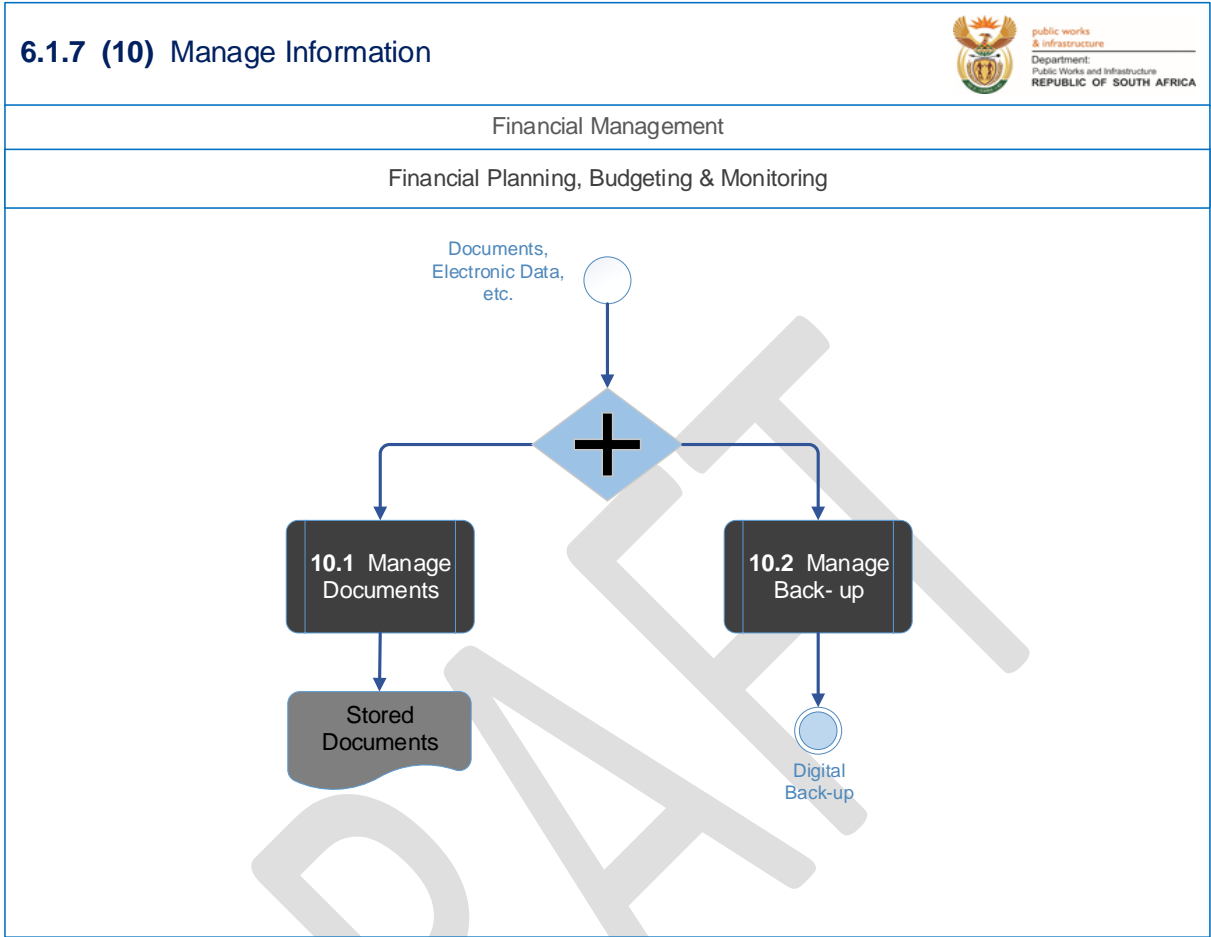 6.1.7 (10) Manage Information
public works
& infrastructure
Department:
Public Works and Infrastructure
REPUBLIC OF SOUTH AFRICA
Financial Management
Financial Planning, Budgeting & Monitoring
Documents,
Electronic Data,
etc.
10.1 Manage
Documents
10.2 Manage
Back- up
Stored
Documents
Digital
Back-up
DRAFT